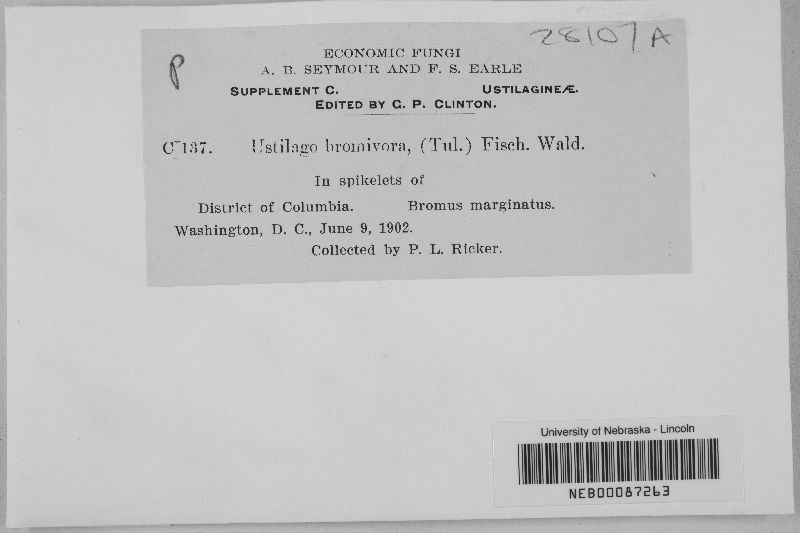 28107A
P
ECONOMIC FUNGI
A. B. SEYMOUR AND F. S. EARLE
SUPPLEMENT C. USTILAGINEÆ.
EDITED BY G. P. CLINTON.
C 137. Ustilago bromivora, (Tul.) Fisch. Wald.
In spikelets of
District of Columbia. Bromus marginatus.
Washington, D. C., June 9, 1902.
Collected by P. L. Ricker.
University of Nebraska - Lincoln
NEB00087263